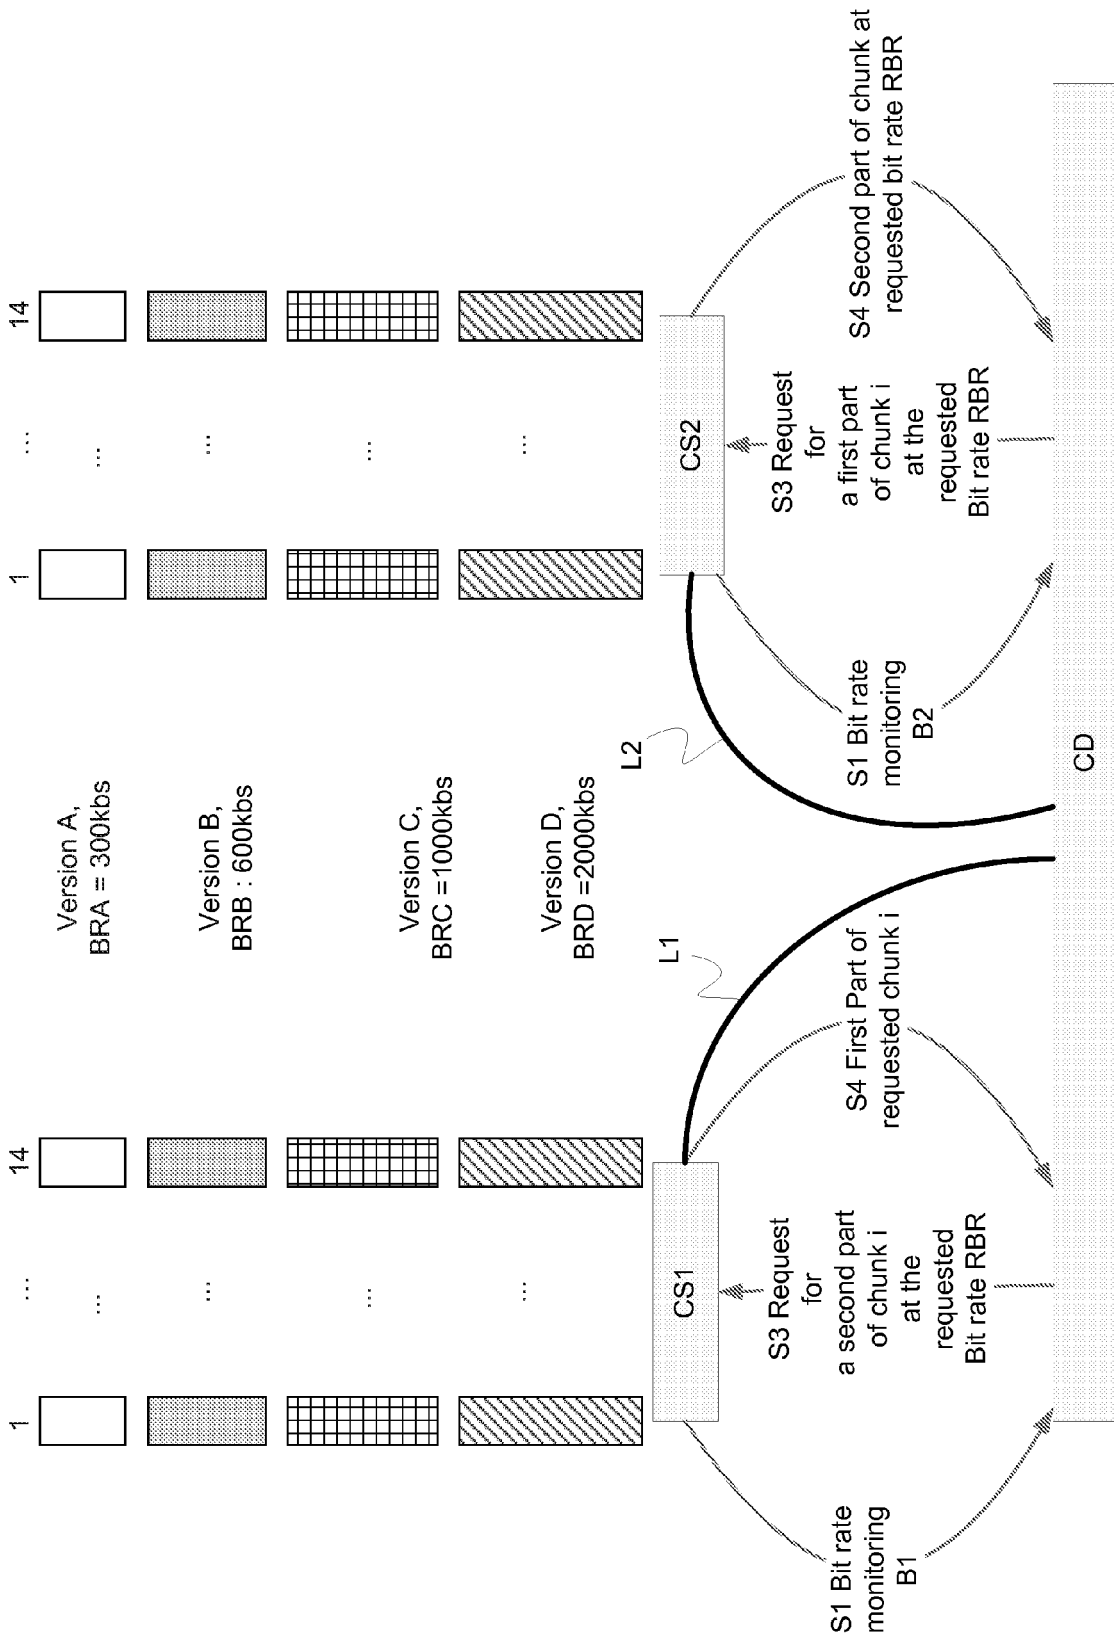 1
...
14
1
...
14
...
Version A,
BRA = 300kbs
...
...
Version B,
BRB : 600kbs
...
...
Version C,
BRC =1000kbs
...
...
Version D,
BRD =2000kbs
...
CS1
L1
L2
CS2
S1 Bit rate
monitoring
B1
S3 Request
for
a second part
of chunk i
at the
requested
Bit rate RBR
S4 First Part of
requested chunk i
S1 Bit rate
monitoring
B2
S3 Request
for
a first part
of chunk i
at the
requested
Bit rate RBR
S4 Second part of chunk at
requested bit rate RBR
CD